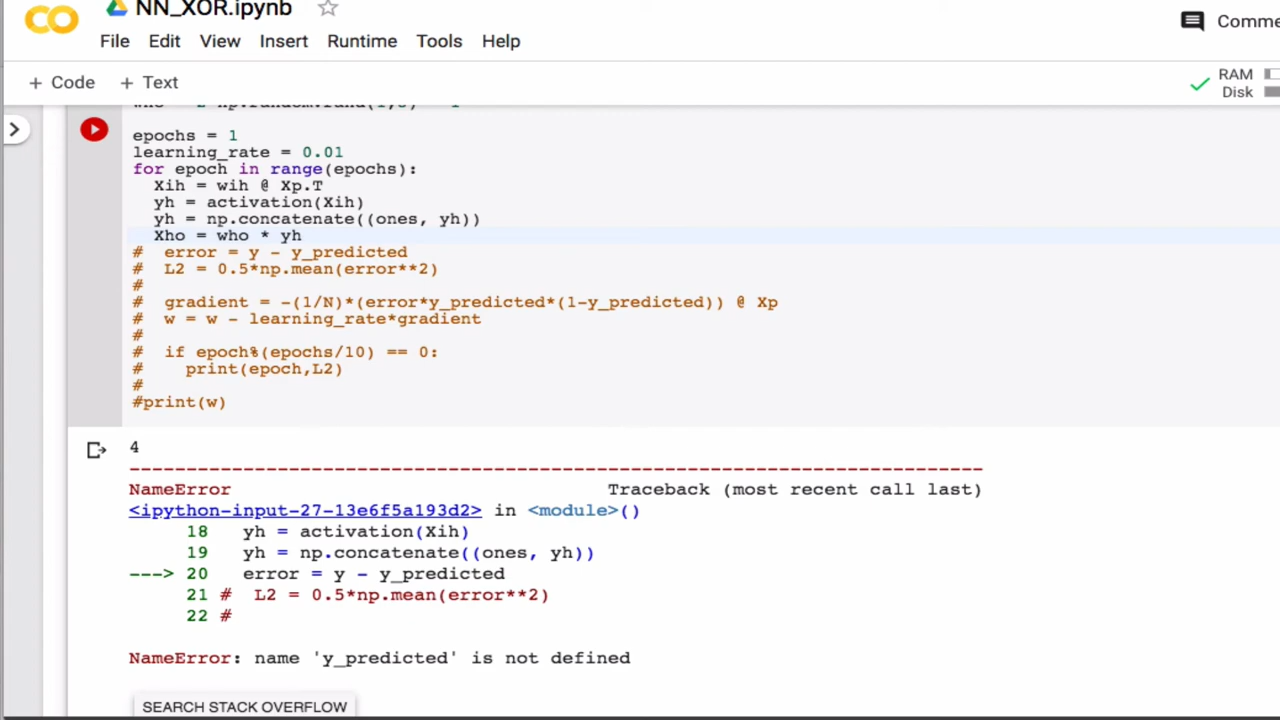 NN_XOR.ipynb
Comme
File Edit View Insert Runtime Tools Help
+ Code + Text
RAM
Disk
epochs = 1
learning_rate = 0.01
for epoch in range(epochs):
Xih = wih @ Xp.T
yh = activation(Xih)
yh = np.concatenate((ones, yh))
Xho = who * yh
# error = y - y_predicted
# L2 = 0.5*np.mean(error**2)
#
# gradient = -(1/N)*(error*y_predicted*(1-y_predicted)) @ Xp
# w = w - learning_rate*gradient
#
# if epoch%(epochs/10) == 0:
# print(epoch,L2)
#
#print(w)
4
---------------------------------------------------------------------------
NameError Traceback (most recent call last)
<ipython-input-27-13e6f5a193d2> in <module>()
18 yh = activation(Xih)
19 yh = np.concatenate((ones, yh))
---> 20 error = y - y_predicted
21 # L2 = 0.5*np.mean(error**2)
22 #
NameError: name 'y_predicted' is not defined
SEARCH STACK OVERFLOW